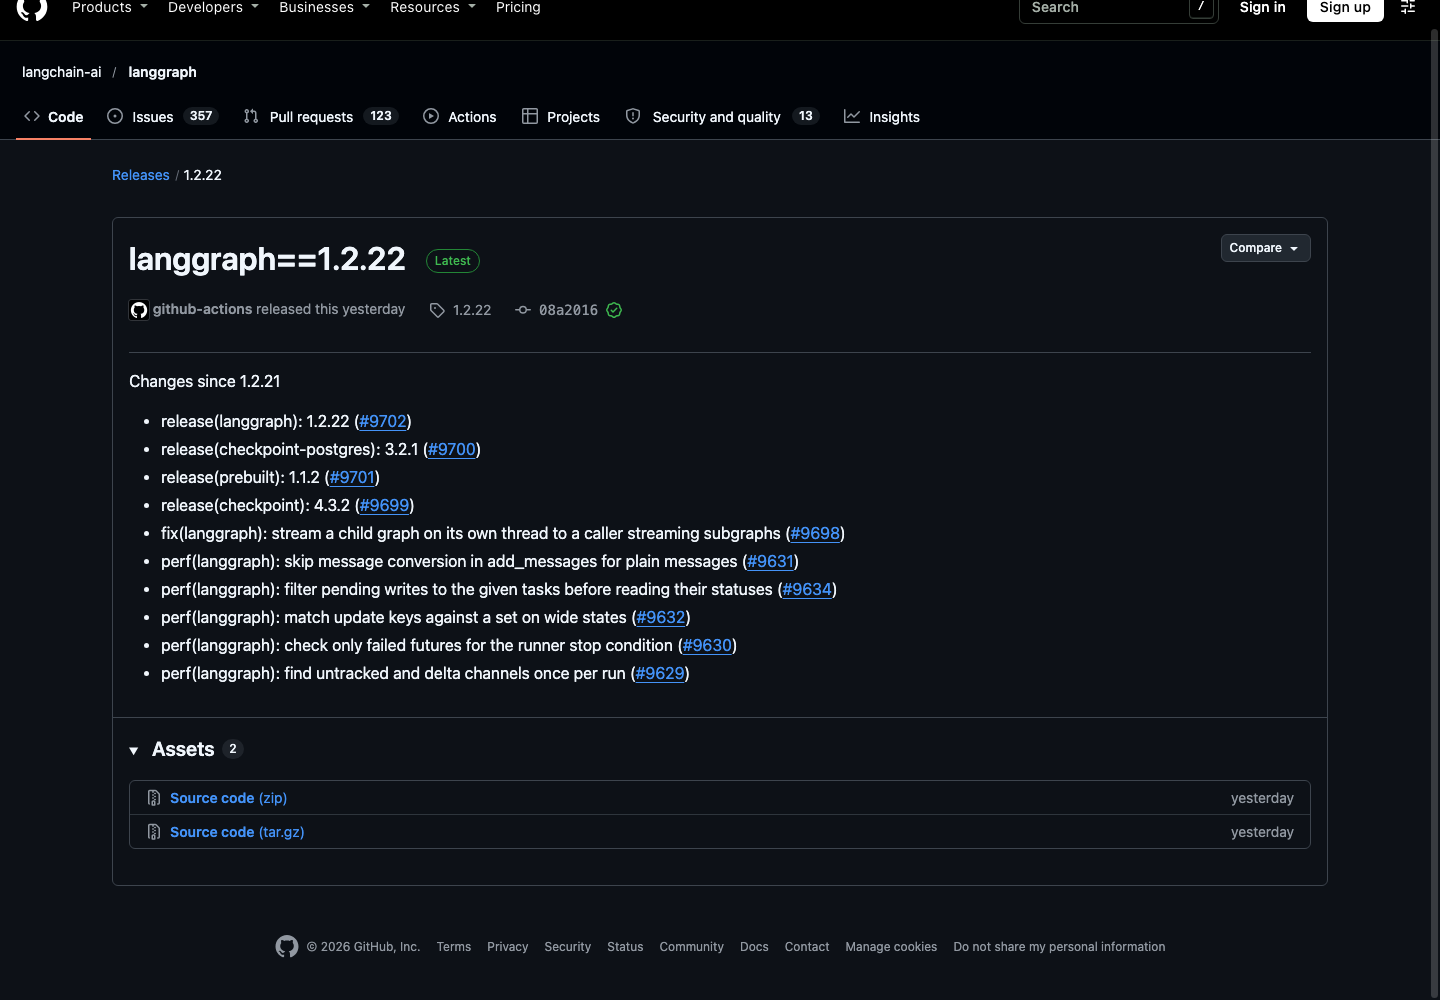 Products Developers Businesses Resources Pricing Search / Sign in Sign up
langchain-ai / langgraph
Code Issues 357 Pull requests 123 Actions Projects Security and quality 13 Insights
Releases / 1.2.22
langgraph==1.2.22 Latest Compare
github-actions released this yesterday 1.2.22 08a2016
Changes since 1.2.21
• release(langgraph): 1.2.22 (#9702)
• release(checkpoint-postgres): 3.2.1 (#9700)
• release(prebuilt): 1.1.2 (#9701)
• release(checkpoint): 4.3.2 (#9699)
• fix(langgraph): stream a child graph on its own thread to a caller streaming subgraphs (#9698)
• perf(langgraph): skip message conversion in add_messages for plain messages (#9631)
• perf(langgraph): filter pending writes to the given tasks before reading their statuses (#9634)
• perf(langgraph): match update keys against a set on wide states (#9632)
• perf(langgraph): check only failed futures for the runner stop condition (#9630)
• perf(langgraph): find untracked and delta channels once per run (#9629)
Assets 2
Source code (zip) yesterday
Source code (tar.gz) yesterday
© 2026 GitHub, Inc. Terms Privacy Security Status Community Docs Contact Manage cookies Do not share my personal information